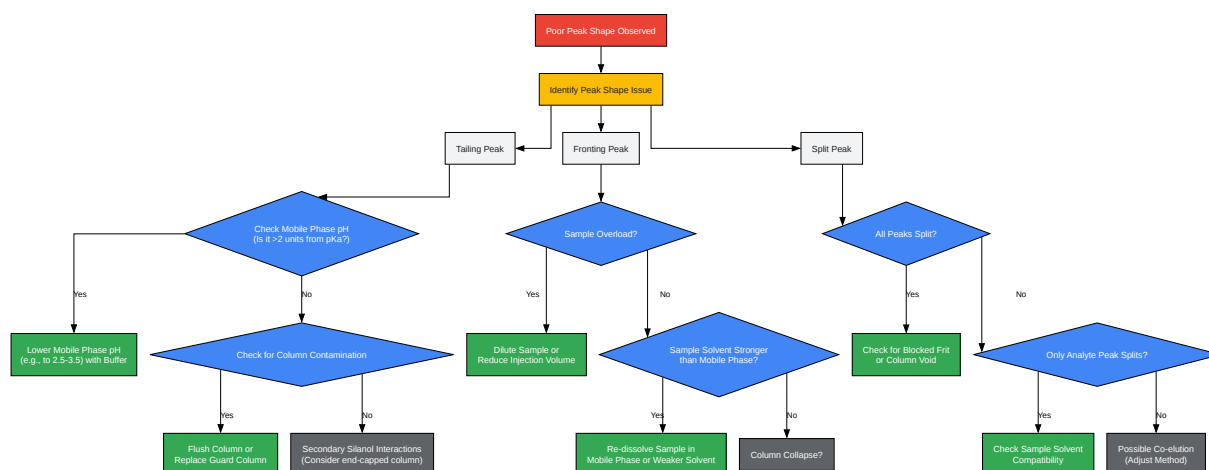 Poor Peak Shape Observed
Identify Peak Shape Issue
Tailing Peak
Fronting Peak
Split Peak
Check Mobile Phase pH
(Is it >2 units from pKa?)
Sample Overload?
All Peaks Split?
Yes
No
Yes
No
Yes
No
Lower Mobile Phase pH
(e.g., to 2.5-3.5) with Buffer
Check for Column Contamination
Dilute Sample or
Reduce Injection Volume
Sample Solvent Stronger
than Mobile Phase?
Check for Blocked Frit
or Column Void
Only Analyte Peak Splits?
Yes
No
Yes
No
Yes
No
Flush Column or
Replace Guard Column
Secondary Silanol Interactions
(Consider end-capped column)
Re-dissolve Sample in
Mobile Phase or Weaker Solvent
Column Collapse?
Check Sample Solvent
Compatibility
Possible Co-elution
(Adjust Method)